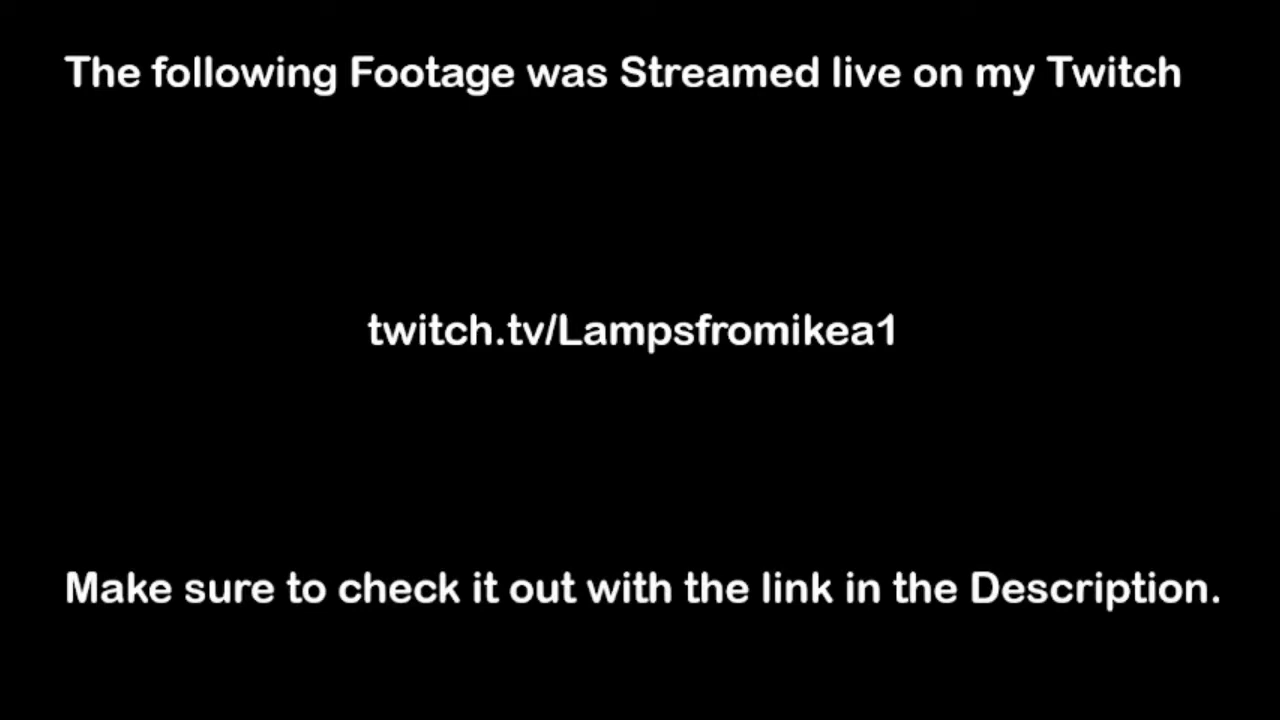 The following Footage was Streamed live on my Twitch
twitch.tv/Lampsfromikea1
Make sure to check it out with the link in the Description.